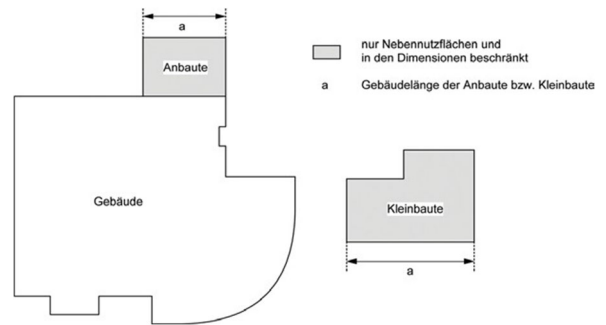 a
Anbaute
nur Nebennutzflächen und
in den Dimensionen beschränkt
a Gebäudelänge der Anbaute bzw. Kleinbaute
Gebäude
Kleinbaute
a